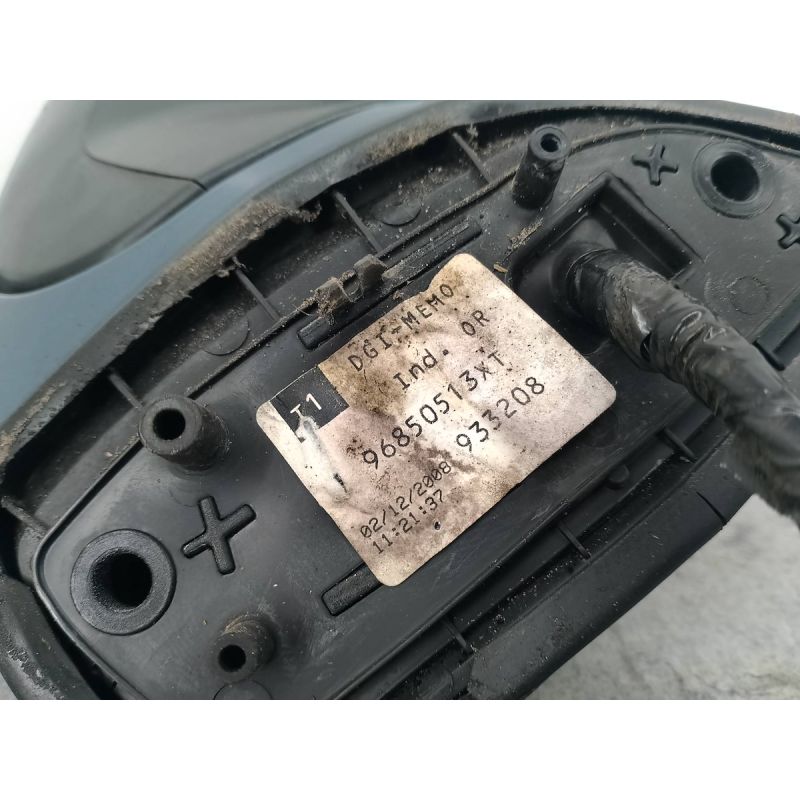 DGI-MEMO
Ind. OR
T1
96850513XT
933208
02/12/2008
11:21:37